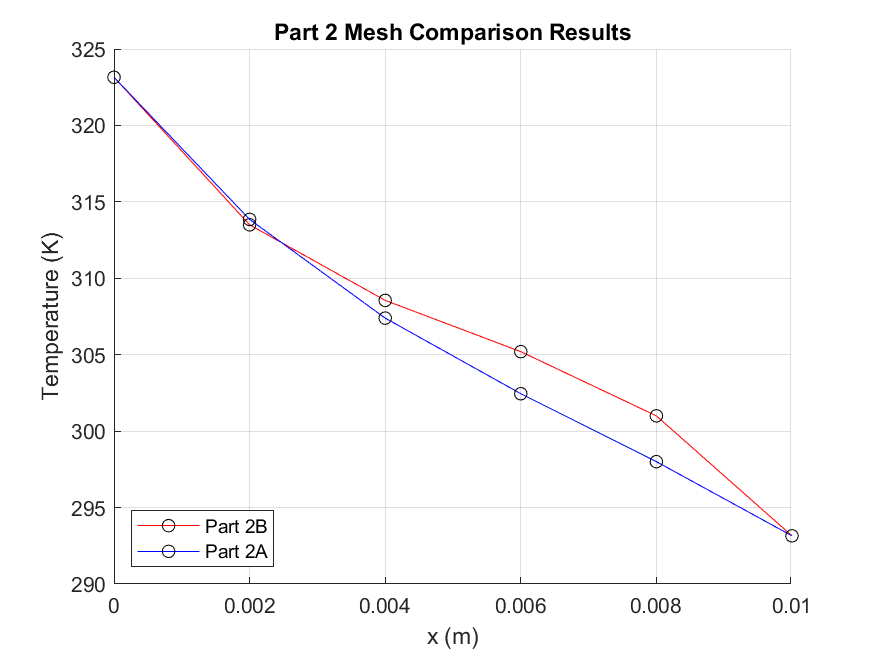 Part 2 Mesh Comparison Results
325
320
315
310
305
300
295
290
Temperature (K)
Part 2B
Part 2A
0
0.002
0.004
0.006
0.008
0.01
x (m)